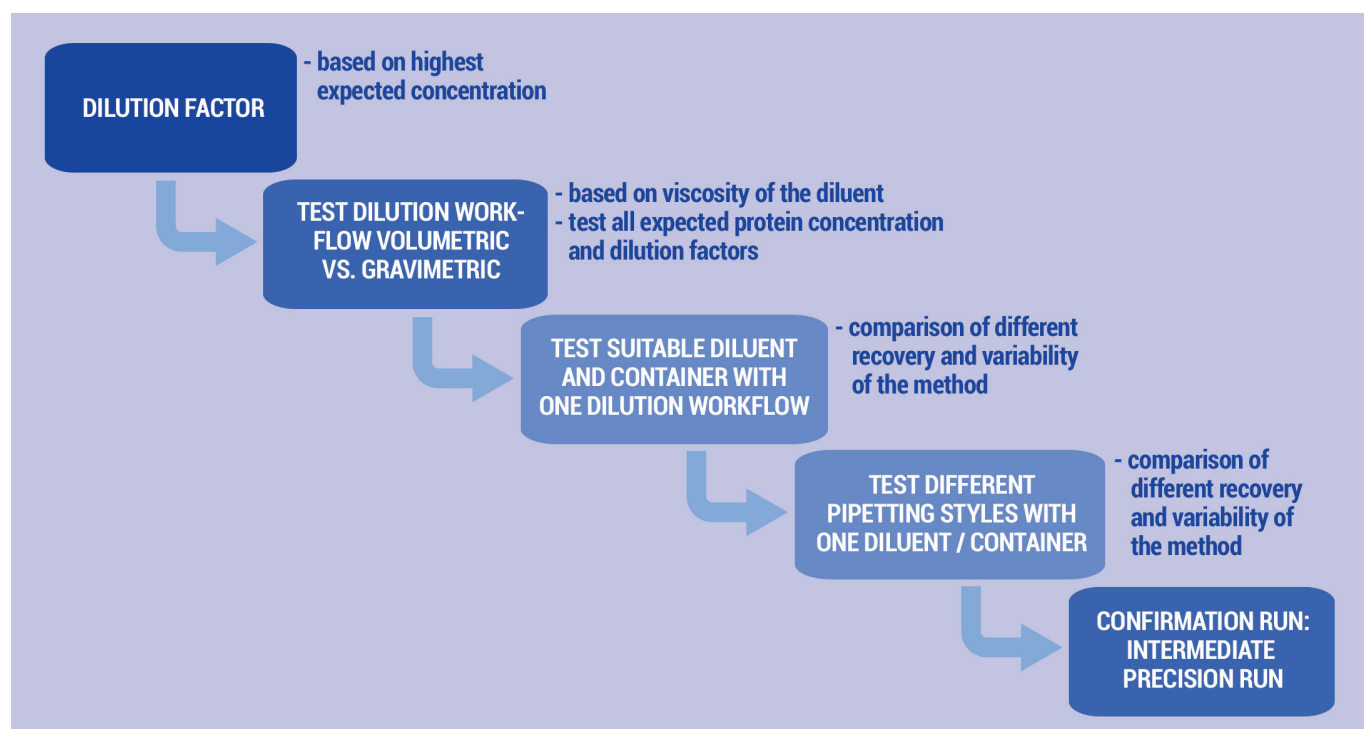 DILUTION FACTOR
- based on highest
expected concentration
TEST DILUTION WORK-
FLOW VOLUMETRIC
VS. GRAVIMETRIC
- based on viscosity of the diluent
- test all expected protein concentration
and dilution factors
TEST SUITABLE DILUENT
AND CONTAINER WITH
ONE DILUTION WORKFLOW
- comparison of different
recovery and variability
of the method
TEST DIFFERENT
PIPETTING STYLES WITH
ONE DILUENT / CONTAINER
- comparison of
different recovery
and variability of
the method
CONFIRMATION RUN:
INTERMEDIATE
PRECISION RUN